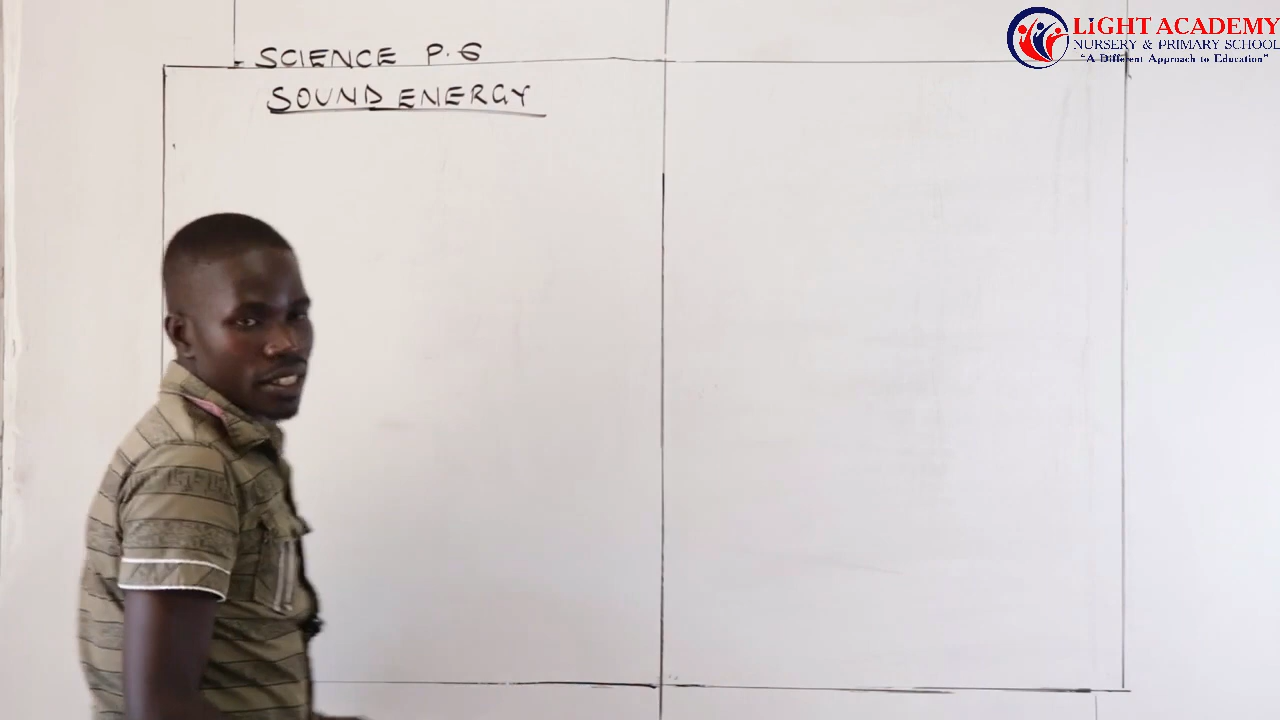 SCIENCE P.6
SOUND ENERGY
LIGHT ACADEMY
NURSERY & PRIMARY SCHOOL
"A Different Approach to Education"